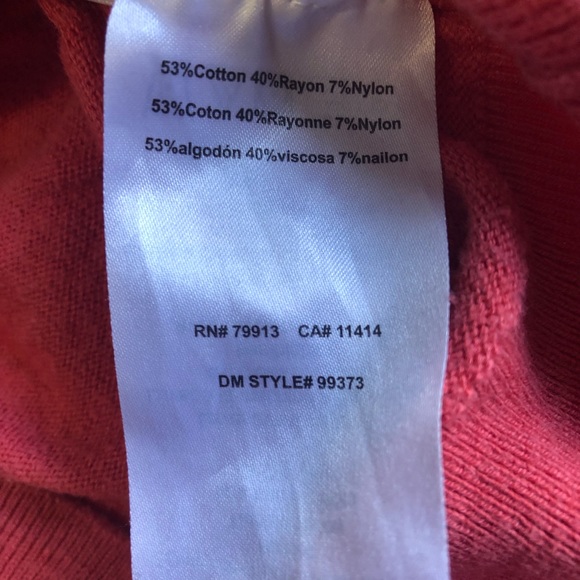 53%Cotton 40%Rayon 7%Nylon
53%Coton 40%Rayonne 7%Nylon
53%algodón 40%viscosa 7%nailon
RN# 79913 CA# 11414
DM STYLE# 99373